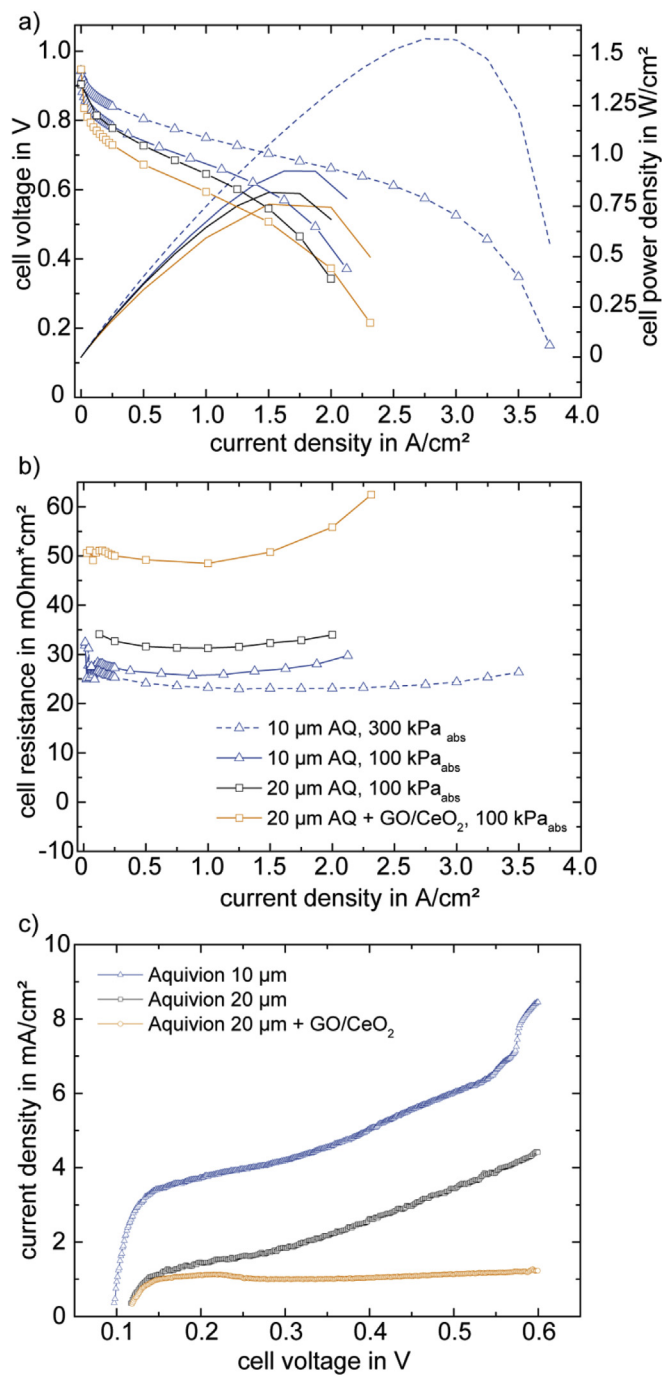 a)
1.0
0.8
0.6
0.4
0.2
0.0
cell voltage in V
1.5
1.25
1.0
0.75
0.5
0.25
0
cell power density in W/cm²
0 0.5 1.0 1.5 2.0 2.5 3.0 3.5 4.0
current density in A/cm²
b)
60
50
40
30
20
10
0
-10
cell resistance in mOhm*cm²
10 µm AQ, 300 kPa abs
10 µm AQ, 100 kPaabs
20 µm AQ, 100 kPaabs
20 µm AQ + GO/CeO2, 100 kPaabs
0 0.5 1.0 1.5 2.0 2.5 3.0 3.5 4.0
current density in A/cm²
c)
10
8
6
4
2
0
current density in mA/cm²
Aquivion 10 µm
Aquivion 20 µm
Aquivion 20 µm + GO/CeO2
0.1 0.2 0.3 0.4 0.5 0.6
cell voltage in V